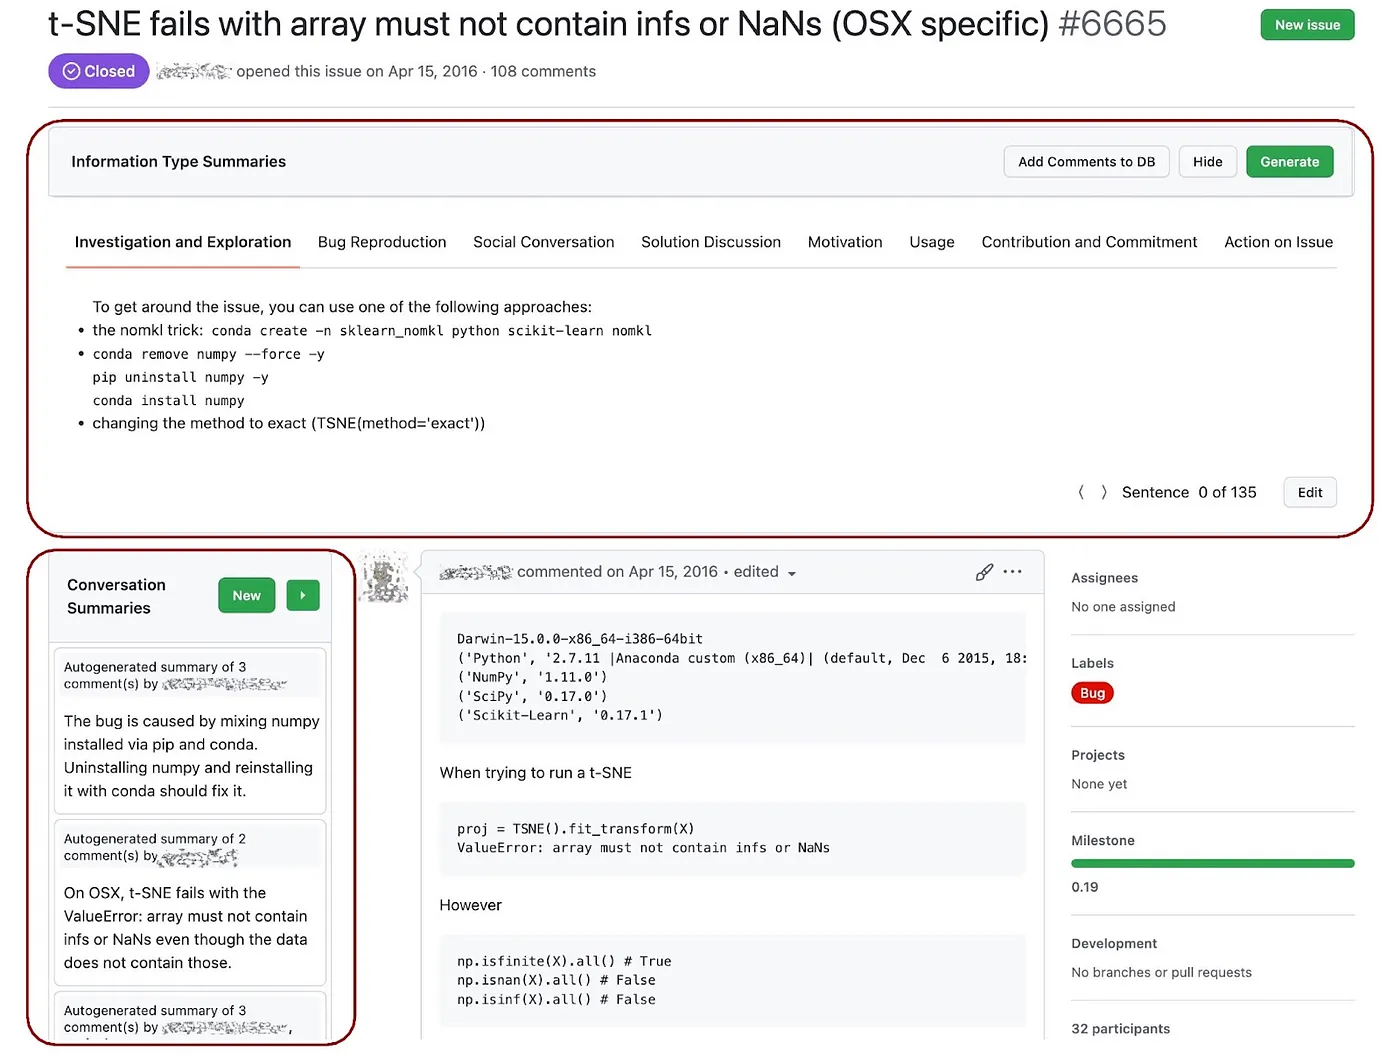 t-SNE fails with array must not contain infs or NaNs (OSX specific) #6665
New issue
Closed
opened this issue on Apr 15, 2016 · 108 comments
Information Type Summaries
Add Comments to DB
Hide
Generate
Investigation and Exploration
Bug Reproduction
Social Conversation
Solution Discussion
Motivation
Usage
Contribution and Commitment
Action on Issue
To get around the issue, you can use one of the following approaches:
• the nomkl trick: conda create -n sklearn_nomkl python scikit-learn nomkl
• conda remove numpy --force -y
pip uninstall numpy -y
conda install numpy
• changing the method to exact (TSNE(method='exact'))
Sentence 0 of 135
Edit
Conversation
Summaries
New
Autogenerated summary of 3
comment(s) by
The bug is caused by mixing numpy
installed via pip and conda.
Uninstalling numpy and reinstalling
it with conda should fix it.
Autogenerated summary of 2
comment(s) by
On OSX, t-SNE fails with the
ValueError: array must not contain
infs or NaNs even though the data
does not contain those.
Autogenerated summary of 3
comment(s) by ,
commented on Apr 15, 2016 • edited
Darwin-15.0.0-x86_64-i386-64bit
('Python', '2.7.11 |Anaconda custom (x86_64)| (default, Dec  6 2015, 18:
('NumPy', '1.11.0')
('SciPy', '0.17.0')
('Scikit-Learn', '0.17.1')
When trying to run a t-SNE
proj = TSNE().fit_transform(X)
ValueError: array must not contain infs or NaNs
However
np.isfinite(X).all() # True
np.isnan(X).all() # False
np.isinf(X).all() # False
Assignees
No one assigned
Labels
Bug
Projects
None yet
Milestone
0.19
Development
No branches or pull requests
32 participants